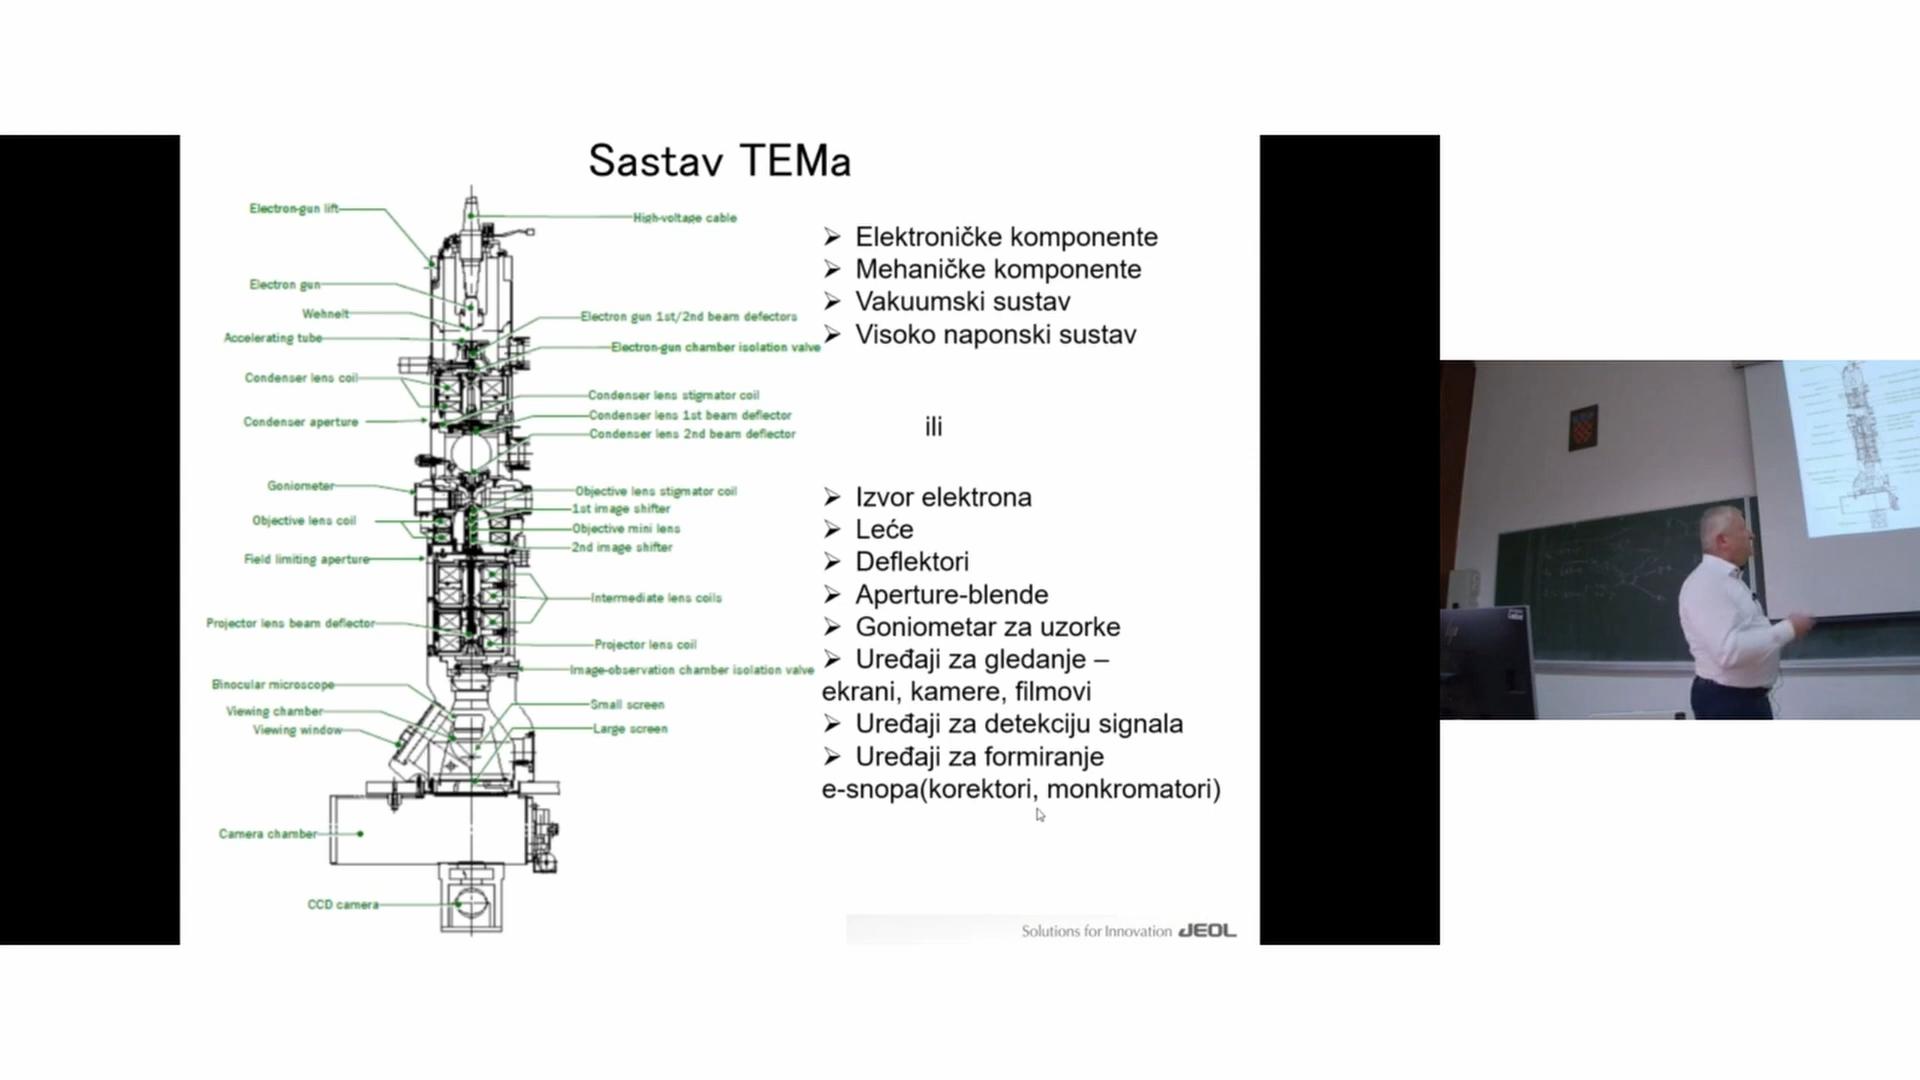 Sastav TEMa
Electron-gun lift
High-voltage cable
Electron gun
Wehnelt
Electron gun 1st/2nd beam defectors
Accelerating tube
Electron-gun chamber isolation valve
Condenser lens coil
Condenser lens stigmator coil
Condenser lens 1st beam deflector
Condenser aperture
Condenser lens 2nd beam deflector
Goniometer
Objective lens stigmator coil
1st image shifter
Objective lens coil
Objective mini lens
2nd image shifter
Field limiting aperture
Intermediate lens coils
Projector lens beam deflector
Projector lens coil
Image-observation chamber isolation valve
Binocular microscope
Small screen
Viewing chamber
Viewing window
Large screen
Camera chamber
CCD camera
➢ Elektroničke komponente
➢ Mehaničke komponente
➢ Vakuumski sustav
➢ Visoko naponski sustav
ili
➢ Izvor elektrona
➢ Leće
➢ Deflektori
➢ Aperture-blende
➢ Goniometar za uzorke
➢ Uređaji za gledanje –
ekrani, kamere, filmovi
➢ Uređaji za detekciju signala
➢ Uređaji za formiranje
e-snopa(korektori, monkromatori)
Solutions for Innovation JEOL